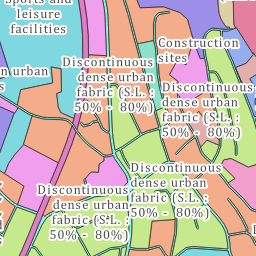 Sports and
leisure
facilities
Construction
sites
n urban
s
Discontinuous
dense urban
fabric (S.L. :
50% - 80%)
Discontinuous
dense urban
fabric (S.L. :
50% - 80%)
Discontinuous
dense urban
fabric (S.L. :
50% - 80%)
Discontinuous
dense urban
fabric (S.L. :
50% - 80%)